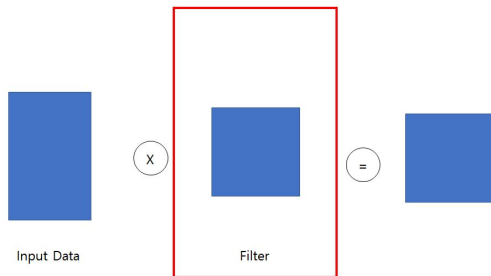 X
=
Input Data
Filter